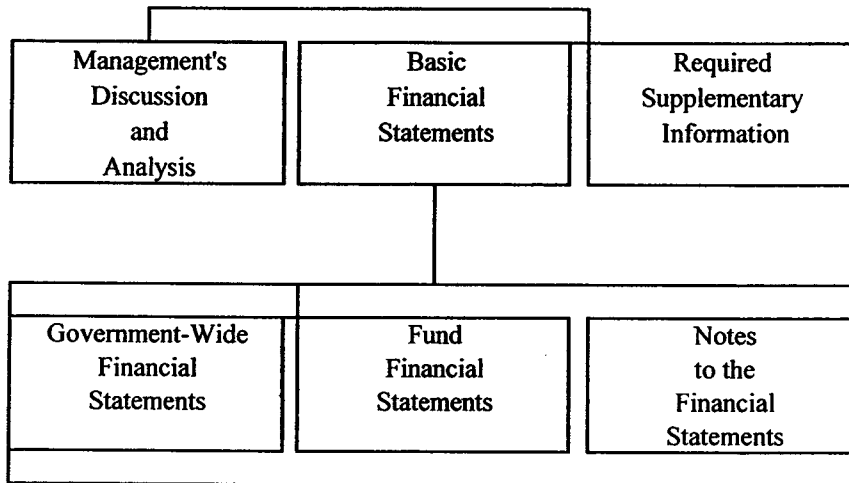 Management's
Discussion
and
Analysis
Basic
Financial
Statements
Required
Supplementary
Information
Government-Wide
Financial
Statements
Fund
Financial
Statements
Notes
to the
Financial
Statements